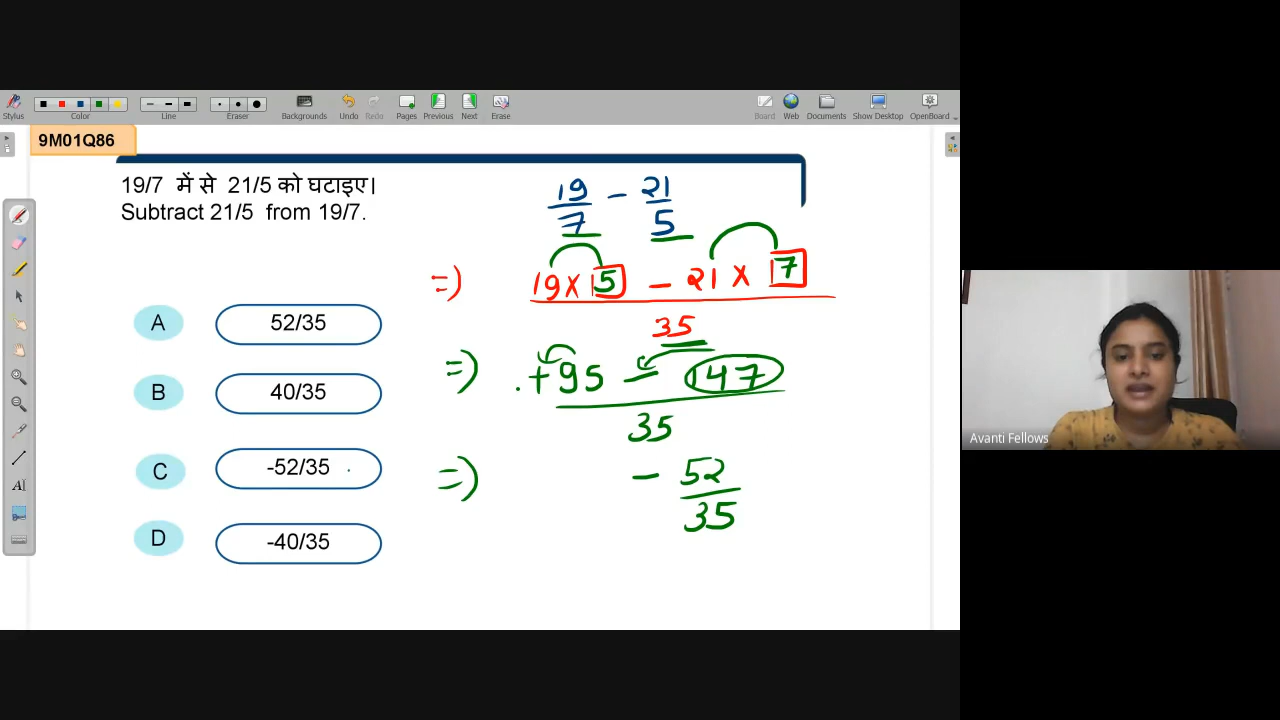 Stylus
Color
Line
Eraser
Backgrounds
Undo
Redo
Pages
Previous
Next
Erase
Board
Web
Documents
Show Desktop
OpenBoard
9M01Q86
19/7 में से 21/5 को घटाइए।
Subtract 21/5 from 19/7.
A 52/35
B 40/35
C -52/35
D -40/35
19/7 - 21/5
=) 19 x 5 - 21 x 7
35
=) +95 - 147
35
=) - 52/35
Avanti Fellows